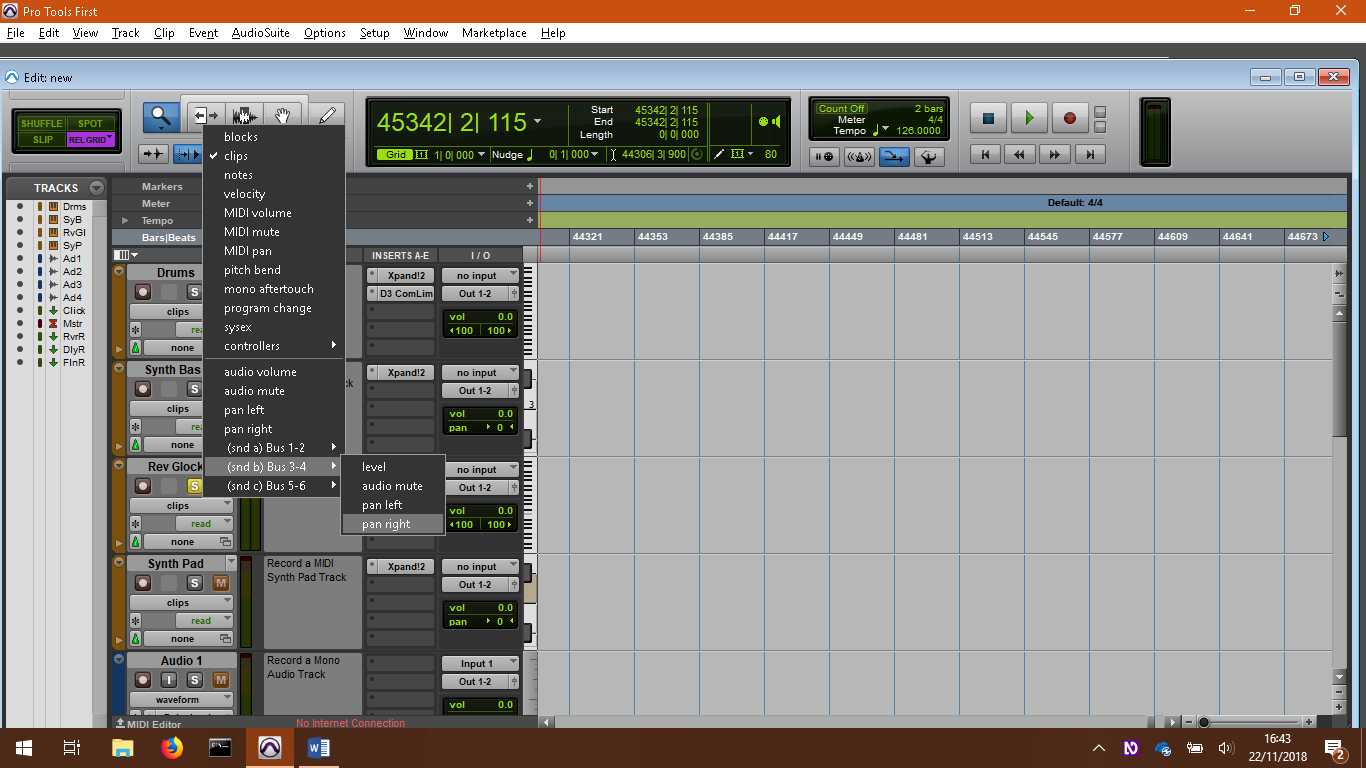 Pro Tools First
File Edit View Track Clip Event AudioSuite Options Setup Window Marketplace Help
Edit: new
SHUFFLE SPOT
SLIP REL GRID
45342| 2| 115
Start 45342| 2| 115
End 45342| 2| 115
Length 0| 0| 000
Grid 1| 0| 000 Nudge 0| 1| 000 44306| 3| 900 80
Count Off 2 bars
Meter 4/4
Tempo 126.0000
TRACKS
Drms
SyB
RvGl
SyP
Ad1
Ad2
Ad3
Ad4
Click
Mstr
RvrR
DlyR
FlnR
Markers
Meter
Tempo
Bars|Beats
Default: 4/4
44321 44353 44385 44417 44449 44481 44513 44545 44577 44609 44641 44673
blocks
clips
notes
velocity
MIDI volume
MIDI mute
MIDI pan
pitch bend
mono aftertouch
program change
sysex
controllers
audio volume
audio mute
pan left
pan right
(snd a) Bus 1-2
(snd b) Bus 3-4
(snd c) Bus 5-6
level
audio mute
pan left
pan right
INSERTS A-E I / O
Drums
S
clips
rea
none
Xpand!2
D3 ComLim
no input
Out 1-2
vol 0.0
100 100
Synth Bas
S
clips
rea
none
ck
Xpand!2
no input
Out 1-2
vol 0.0
pan 0
3
Rev Glock
S
clips
read
none
no input
Out 1-2
vol 0.0
100 100
Synth Pad
S M
clips
read
none
Record a MIDI
Synth Pad Track
Xpand!2
no input
Out 1-2
vol 0.0
pan 0
Audio 1
I S M
waveform
Record a Mono
Audio Track
Input 1
Out 1-2
vol 0.0
MIDI Editor
No Internet Connection
16:43
22/11/2018
2